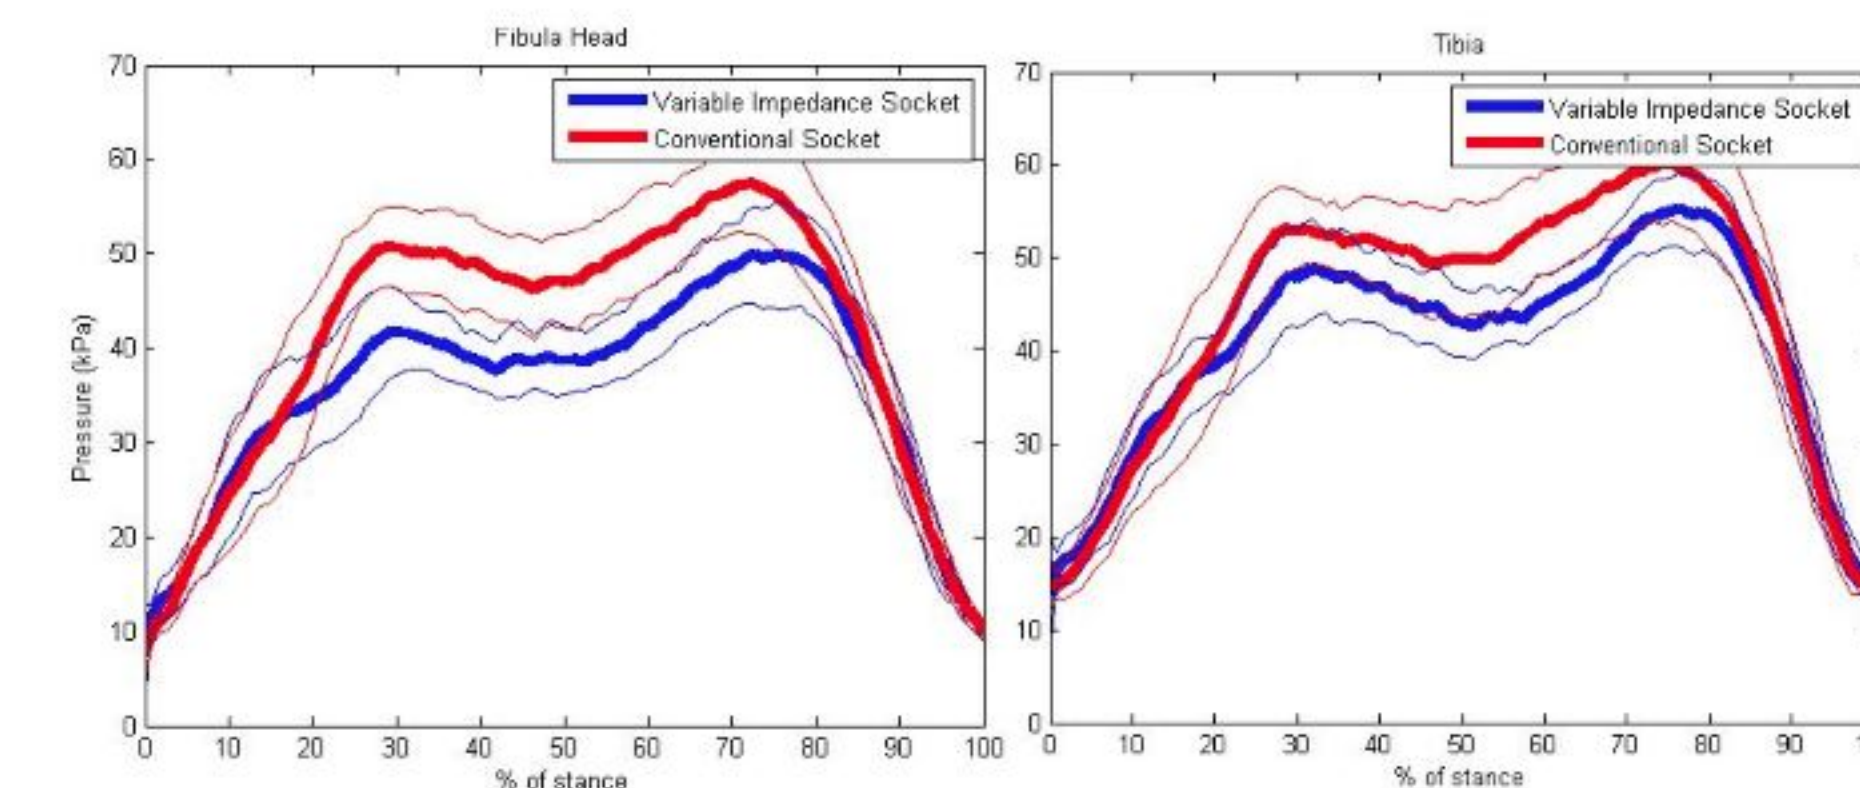 Fibula Head
70
60
50
40
30
20
10
0
Pressure (kPa)
Variable Impedance Socket
Conventional Socket
0 10 20 30 40 50 60 70 80 90 100
% of stance
Tibia
70
60
50
40
30
20
10
0
Variable Impedance Socket
Conventional Socket
0 10 20 30 40 50 60 70 80 90
% of stance